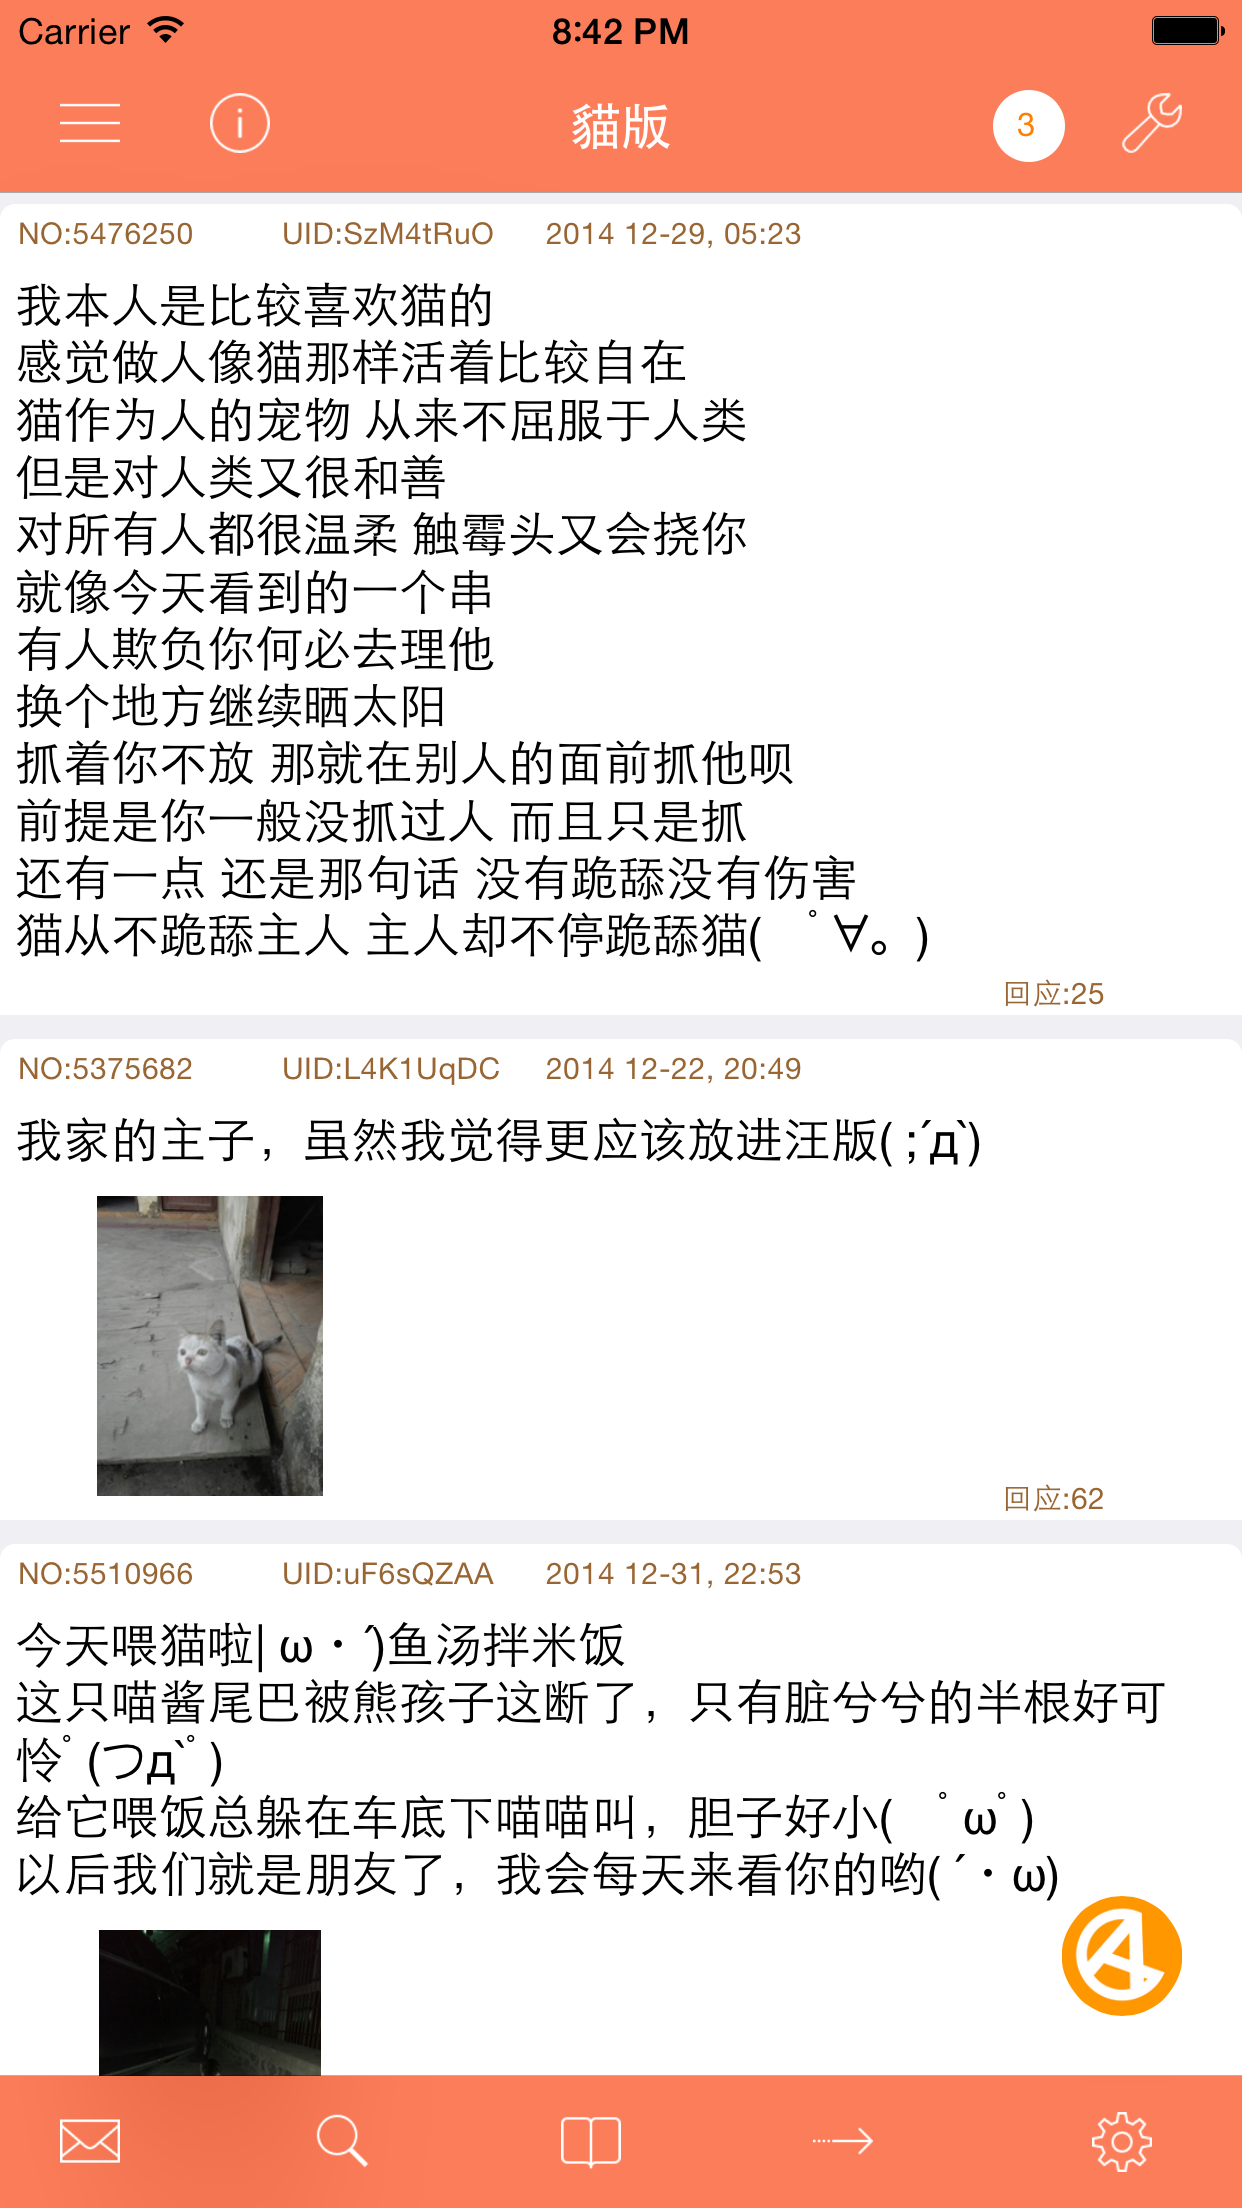 Carrier 8:42 PM
貓版 3
NO:5476250 UID:SzM4tRuO 2014 12-29, 05:23
我本人是比较喜欢猫的
感觉做人像猫那样活着比较自在
猫作为人的宠物 从来不屈服于人类
但是对人类又很和善
对所有人都很温柔 触霉头又会挠你
就像今天看到的一个串
有人欺负你何必去理他
换个地方继续晒太阳
抓着你不放 那就在别人的面前抓他呗
前提是你一般没抓过人 而且只是抓
还有一点 还是那句话 没有跪舔没有伤害
猫从不跪舔主人 主人却不停跪舔猫( ﾟ∀。)
回应:25
NO:5375682 UID:L4K1UqDC 2014 12-22, 20:49
我家的主子，虽然我觉得更应该放进汪版( ;´д`)
回应:62
NO:5510966 UID:uF6sQZAA 2014 12-31, 22:53
今天喂猫啦| ω・´)鱼汤拌米饭
这只喵酱尾巴被熊孩子这断了，只有脏兮兮的半根好可
怜ﾟ(つд`ﾟ)
给它喂饭总躲在车底下喵喵叫，胆子好小( ﾟωﾟ)
以后我们就是朋友了，我会每天来看你的哟( ´・ω)